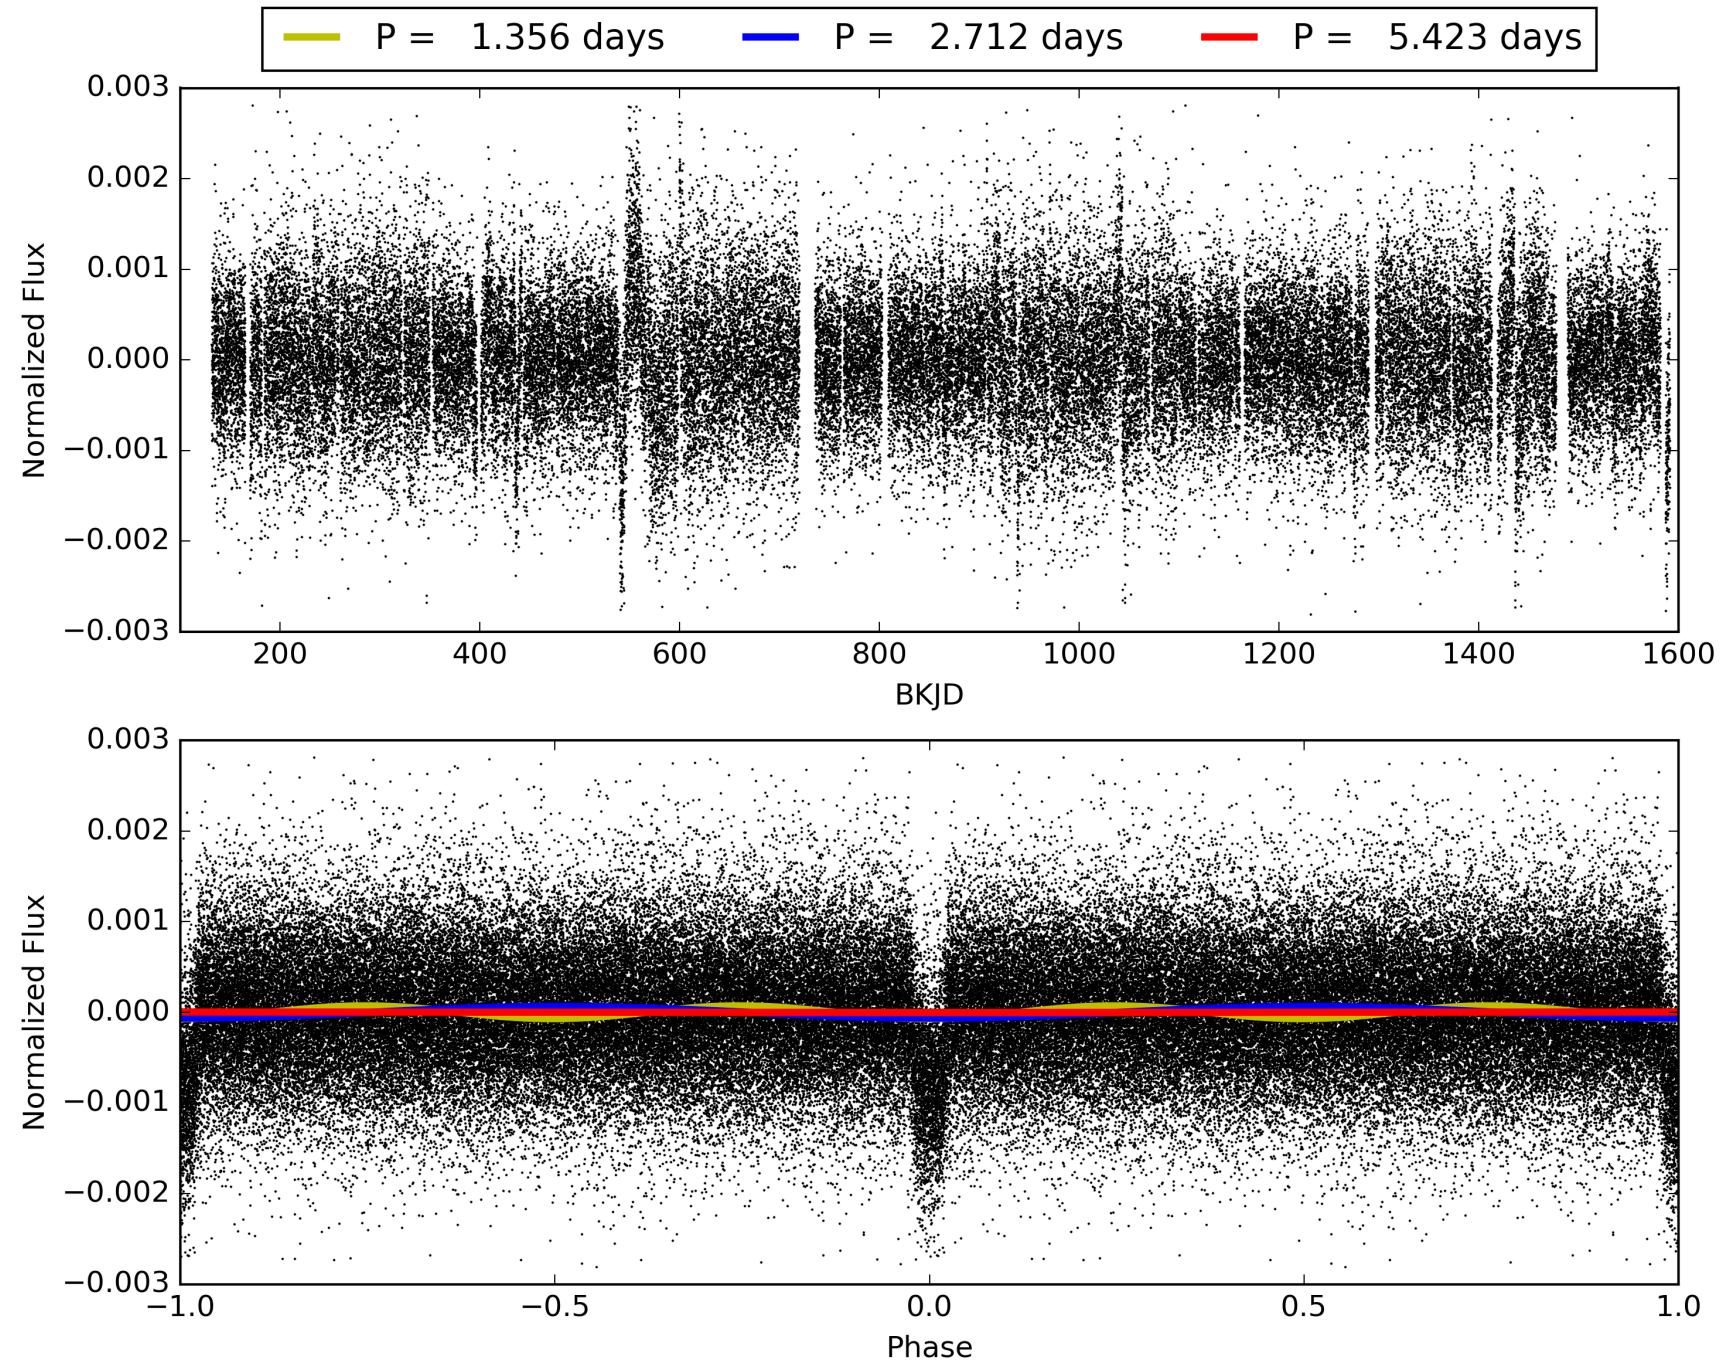 P = 1.356 days P = 2.712 days P = 5.423 days
0.003
0.002
0.001
0.000
−0.001
−0.002
−0.003
Normalized Flux
200 400 600 800 1000 1200 1400 1600
BKJD
0.003
0.002
0.001
0.000
−0.001
−0.002
−0.003
Normalized Flux
−1.0 −0.5 0.0 0.5 1.0
Phase